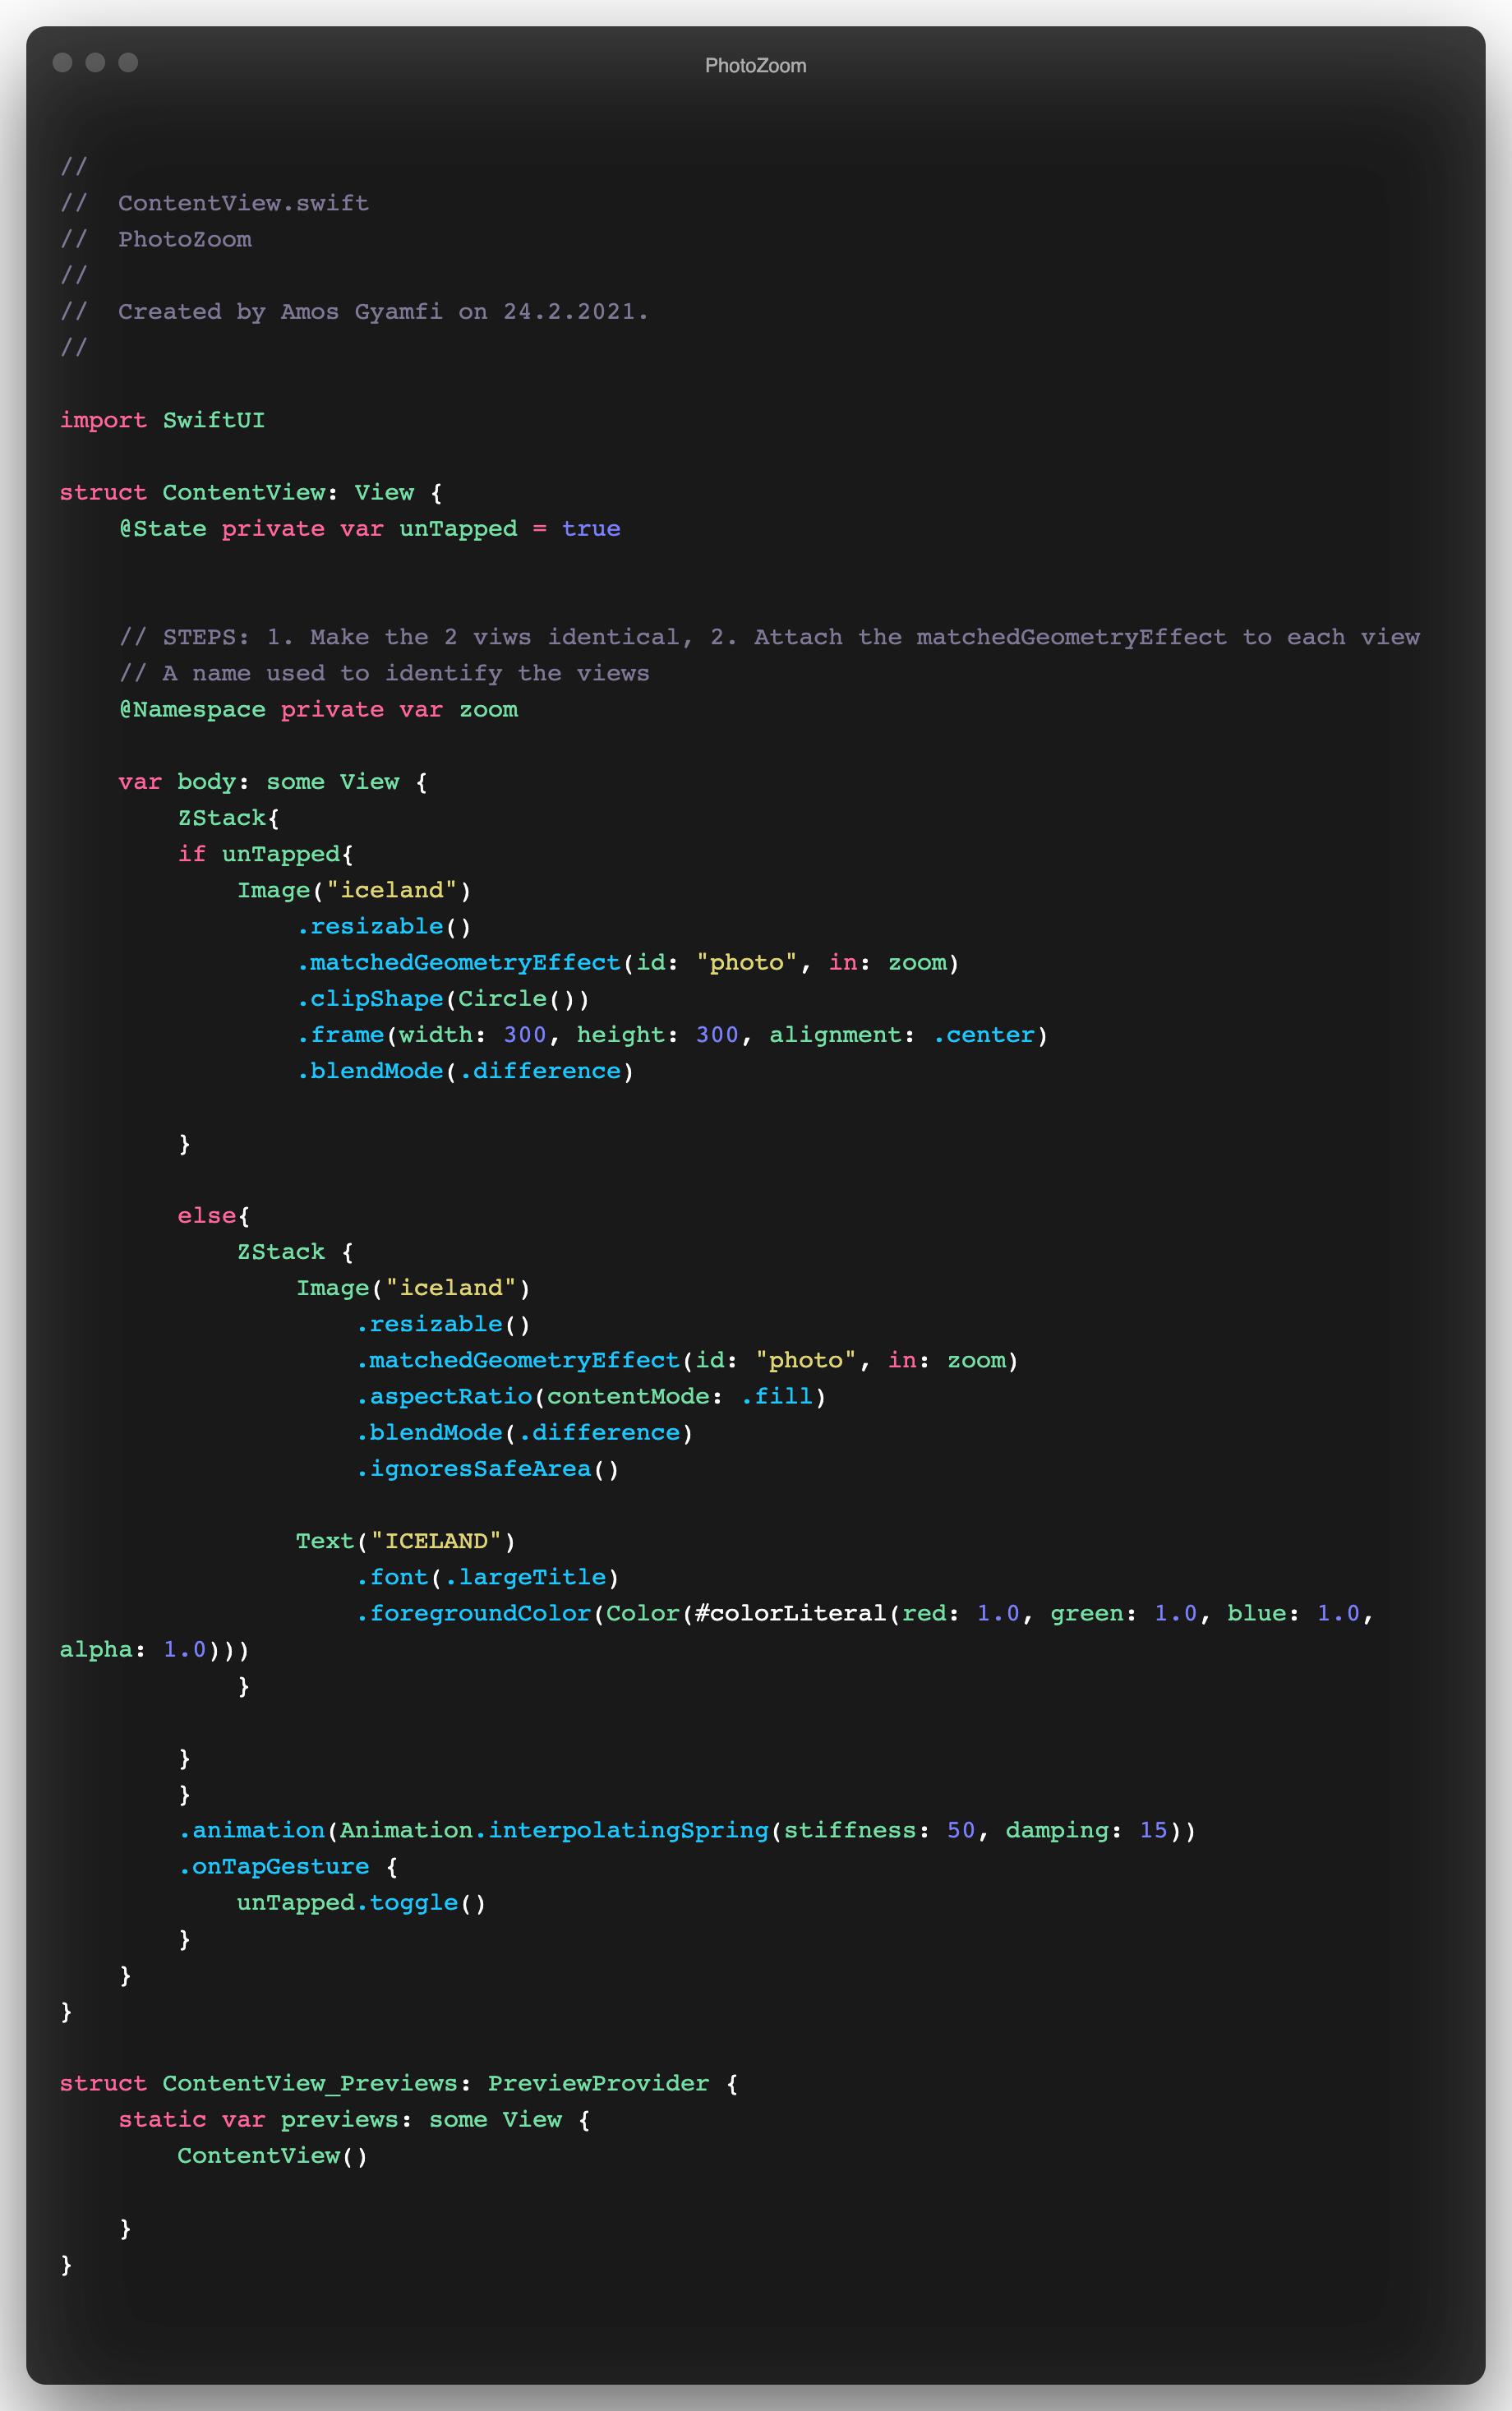 PhotoZoom
//
//  ContentView.swift
//  PhotoZoom
//
//  Created by Amos Gyamfi on 24.2.2021.
//
import SwiftUI
struct ContentView: View {
    @State private var unTapped = true
    // STEPS: 1. Make the 2 viws identical, 2. Attach the matchedGeometryEffect to each view
    // A name used to identify the views
    @Namespace private var zoom
    var body: some View {
        ZStack{
        if unTapped{
            Image("iceland")
                .resizable()
                .matchedGeometryEffect(id: "photo", in: zoom)
                .clipShape(Circle())
                .frame(width: 300, height: 300, alignment: .center)
                .blendMode(.difference)
        }
        else{
            ZStack {
                Image("iceland")
                    .resizable()
                    .matchedGeometryEffect(id: "photo", in: zoom)
                    .aspectRatio(contentMode: .fill)
                    .blendMode(.difference)
                    .ignoresSafeArea()
                Text("ICELAND")
                    .font(.largeTitle)
                    .foregroundColor(Color(#colorLiteral(red: 1.0, green: 1.0, blue: 1.0,
alpha: 1.0)))
            }
        }
        }
        .animation(Animation.interpolatingSpring(stiffness: 50, damping: 15))
        .onTapGesture {
            unTapped.toggle()
        }
    }
}
struct ContentView_Previews: PreviewProvider {
    static var previews: some View {
        ContentView()
    }
}